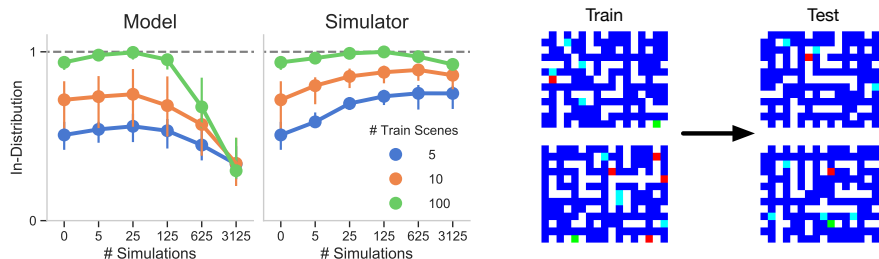 Model
Simulator
Train
Test
In-Distribution
1
0
# Train Scenes
5
10
100
0 5 25 125 625 3125
# Simulations
0 5 25 125 625 3125
# Simulations